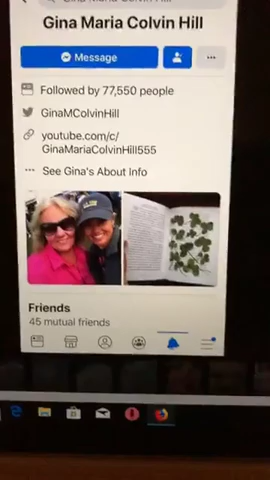 Gina Maria Colvin Hill
Message
Followed by 77,550 people
GinaMColvinHill
youtube.com/c/
GinaMariaColvinHill555
See Gina's About Info
Friends
45 mutual friends